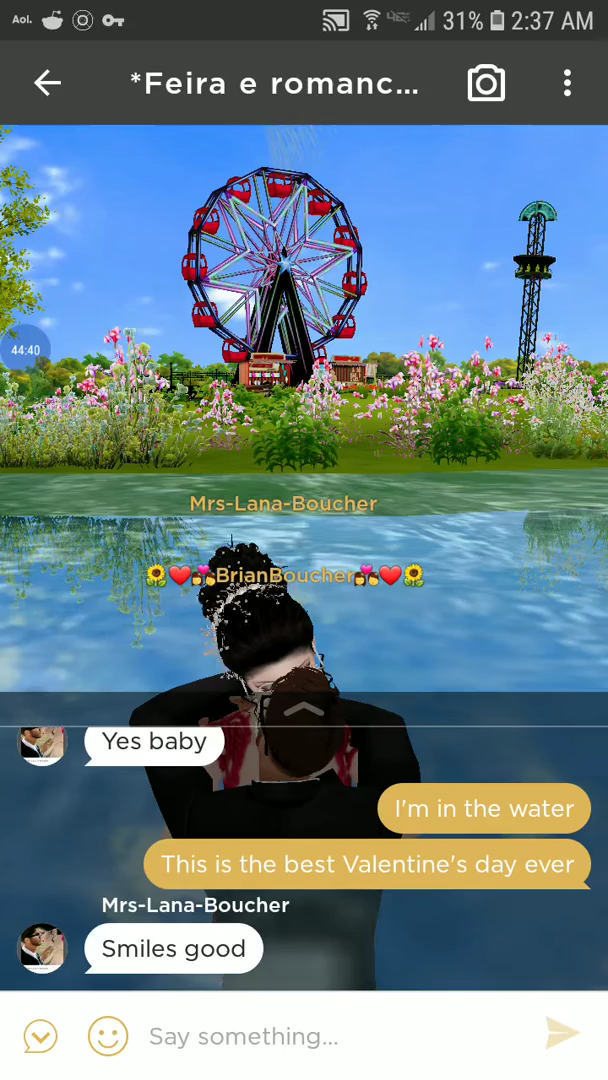 Aol. 31% 2:37 AM
*Feira e romanc...
44:40
Mrs-Lana-Boucher
🌻❤️💏BrianBoucher💏❤️🌻
Yes baby
I'm in the water
This is the best Valentine's day ever
Mrs-Lana-Boucher
Smiles good
Say something...